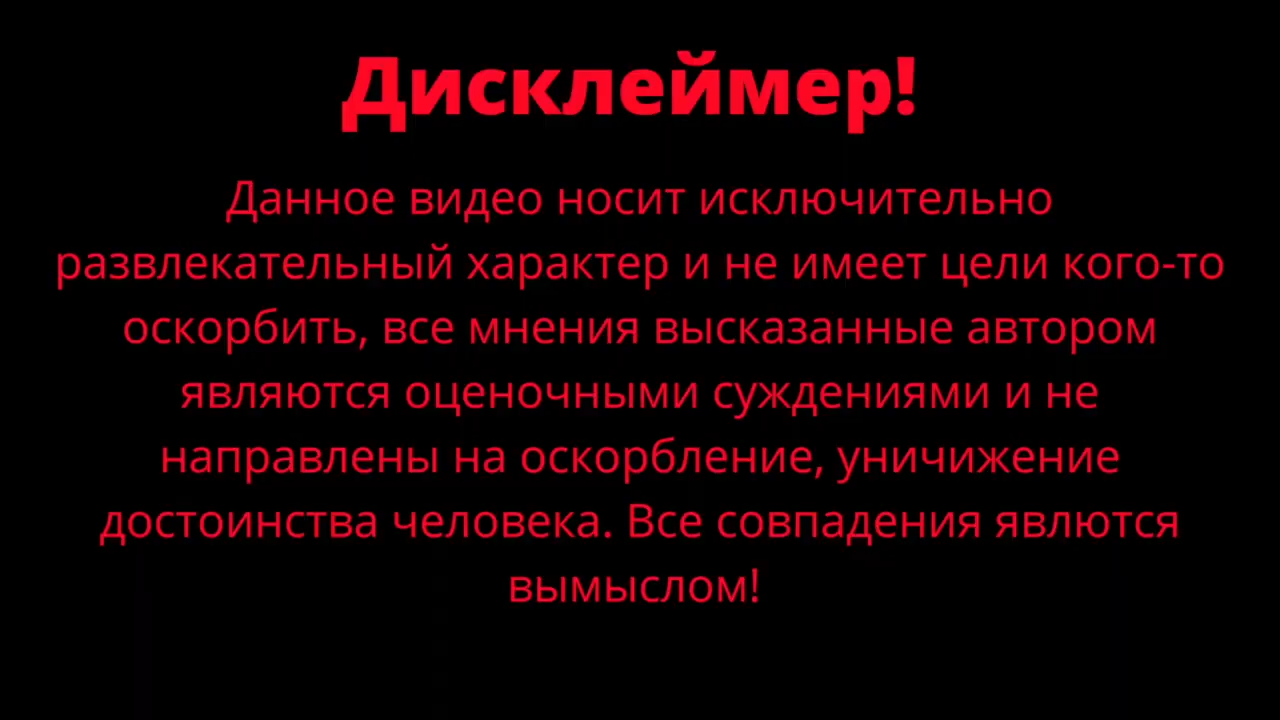 Дисклеймер!
Данное видео носит исключительно
развлекательный характер и не имеет цели кого-то
оскорбить, все мнения высказанные автором
являются оценочными суждениями и не
направлены на оскорбление, уничижение
достоинства человека. Все совпадения явлются
вымыслом!